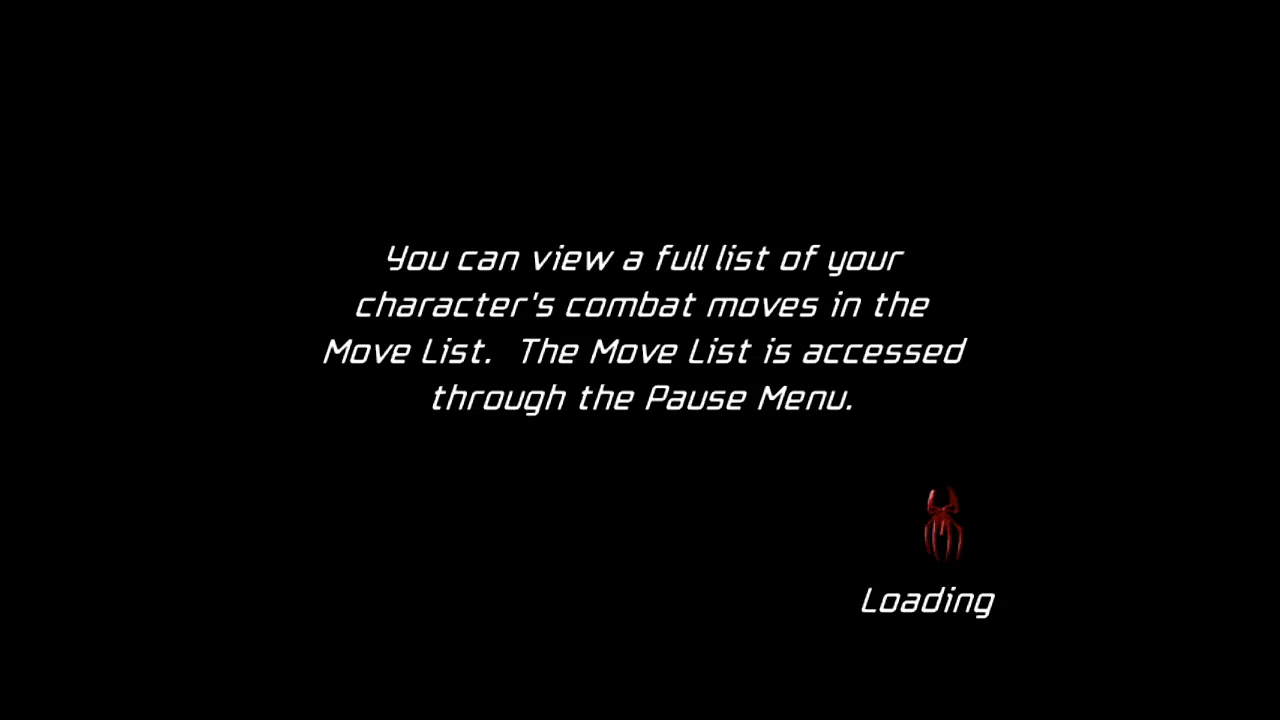 You can view a full list of your
character's combat moves in the
Move List.  The Move List is accessed
through the Pause Menu.
Loading